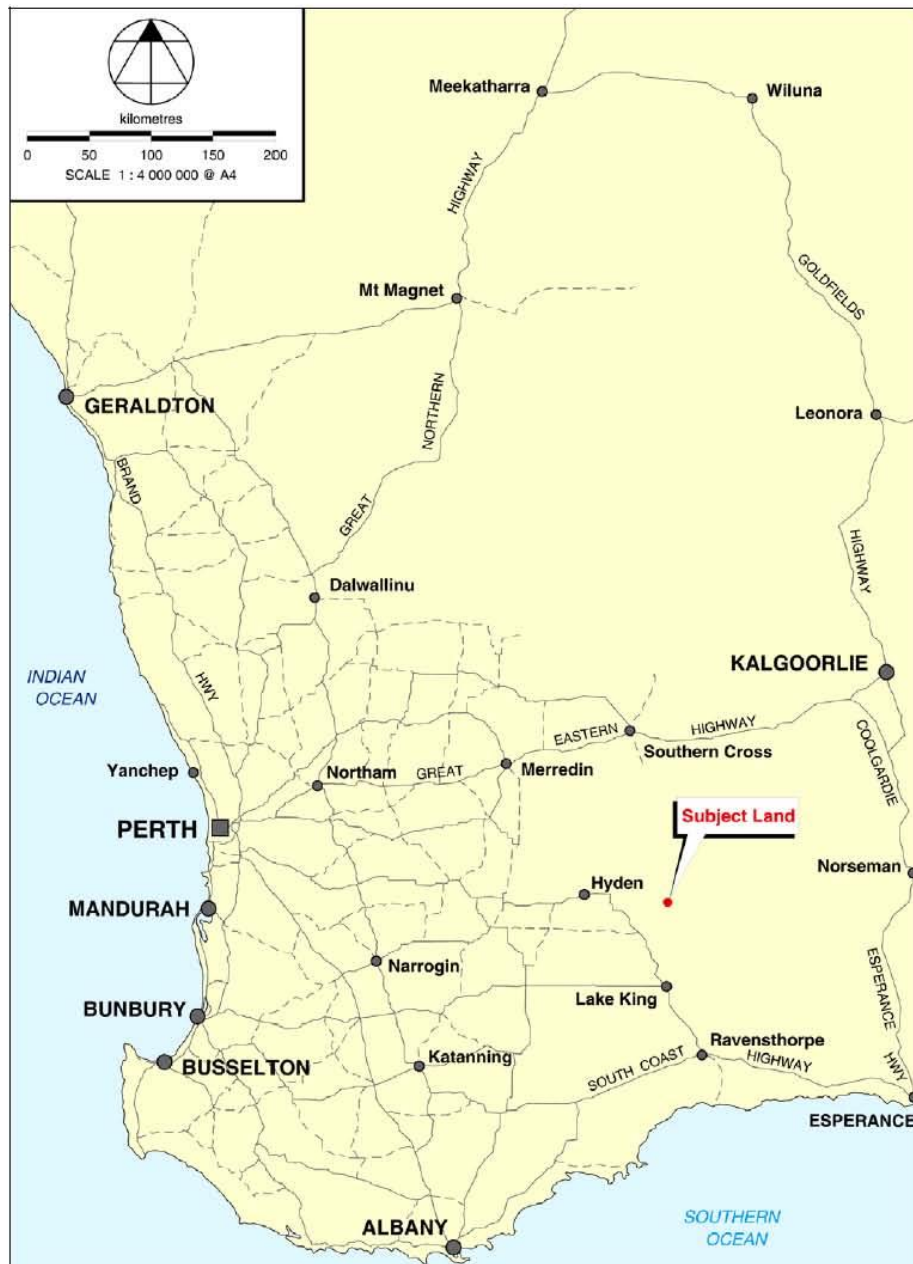 kilometres
0 50 100 150 200
SCALE 1 : 4 000 000 @ A4
Meekatharra
Wiluna
HIGHWAY
GOLDFIELDS
Mt Magnet
NORTHERN
GERALDTON
Leonora
BRAND
GREAT
HIGHWAY
Dalwallinu
KALGOORLIE
INDIAN
OCEAN
HWY
EASTERN
HIGHWAY
Southern Cross
COOLGARDIE
Yanchep
Northam
GREAT
Merredin
PERTH
Subject Land
Norseman
Hyden
MANDURAH
Narrogin
Lake King
ESPERANCE
BUNBURY
Ravensthorpe
BUSSELTON
Katanning
SOUTH COAST
HIGHWAY
HWY
ESPERANCE
ALBANY
SOUTHERN
OCEAN